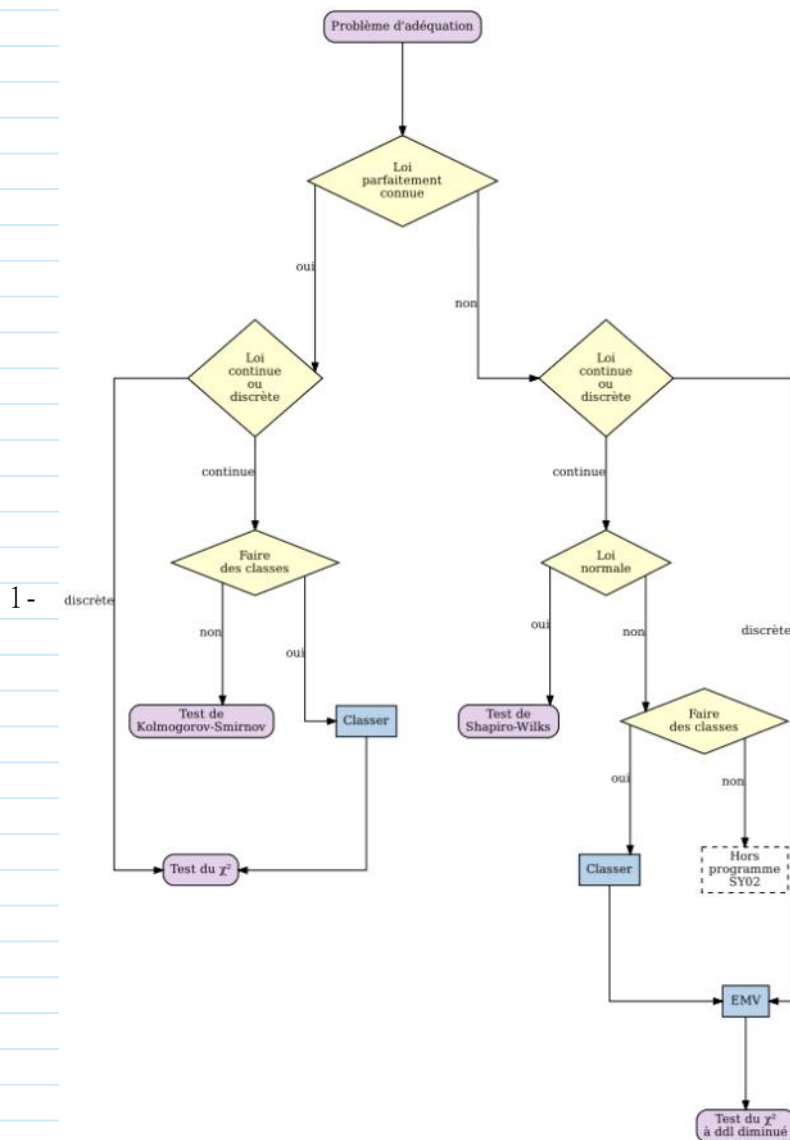 Problème d'adéquation
Loi
parfaitement
connue
oui
non
Loi
continue
ou
discrète
Loi
continue
ou
discrète
continue
continue
Faire
des classes
Loi
normale
1-
discrète
non
oui
oui
non
discrète
Test de
Kolmogorov-Smirnov
Classer
Test de
Shapiro-Wilks
Faire
des classes
oui
non
Test du χ²
Classer
Hors
programme
SY02
EMV
Test du χ²
à ddl diminué